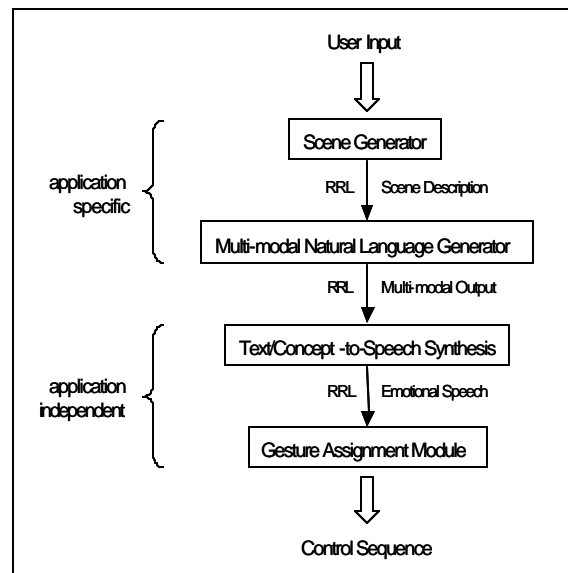 User Input
Scene Generator
RRL Scene Description
application
specific
Multi-modal Natural Language Generator
RRL Multi-modal Output
Text/Concept -to-Speech Synthesis
application
independent
RRL Emotional Speech
Gesture Assignment Module
Control Sequence